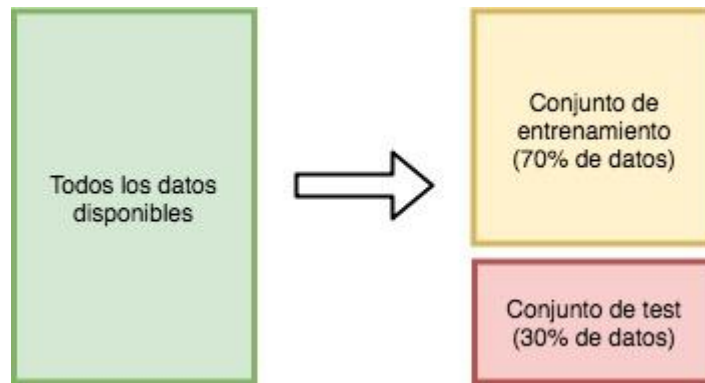 Todos los datos
disponibles
Conjunto de
entrenamiento
(70% de datos)
Conjunto de test
(30% de datos)